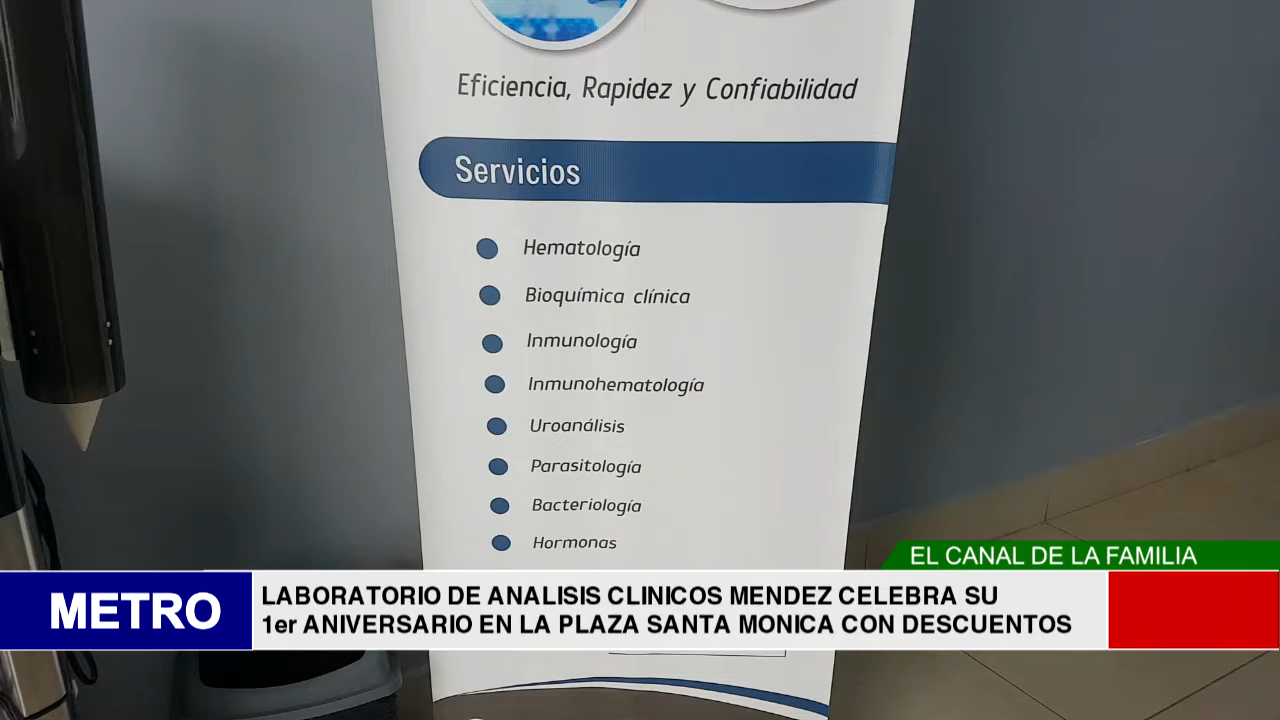 Eficiencia, Rapidez y Confiabilidad
Servicios
Hematología
Bioquímica clínica
Inmunología
Inmunohematología
Uroanálisis
Parasitología
Bacteriología
Hormonas
EL CANAL DE LA FAMILIA
METRO
LABORATORIO DE ANALISIS CLINICOS MENDEZ CELEBRA SU
1er ANIVERSARIO EN LA PLAZA SANTA MONICA CON DESCUENTOS